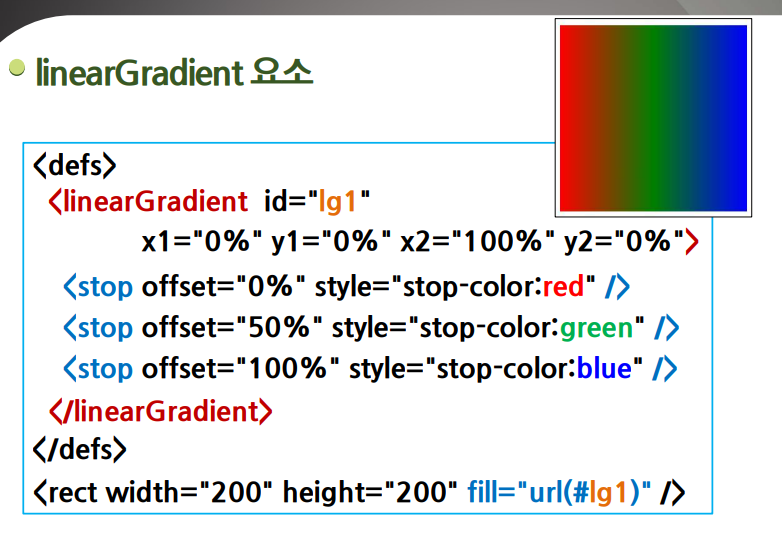 linearGradient 요소
<defs>
<linearGradient id="lg1"
x1="0%" y1="0%" x2="100%" y2="0%">
<stop offset="0%" style="stop-color:red" />
<stop offset="50%" style="stop-color:green" />
<stop offset="100%" style="stop-color:blue" />
</linearGradient>
</defs>
<rect width="200" height="200" fill="url(#lg1)" />